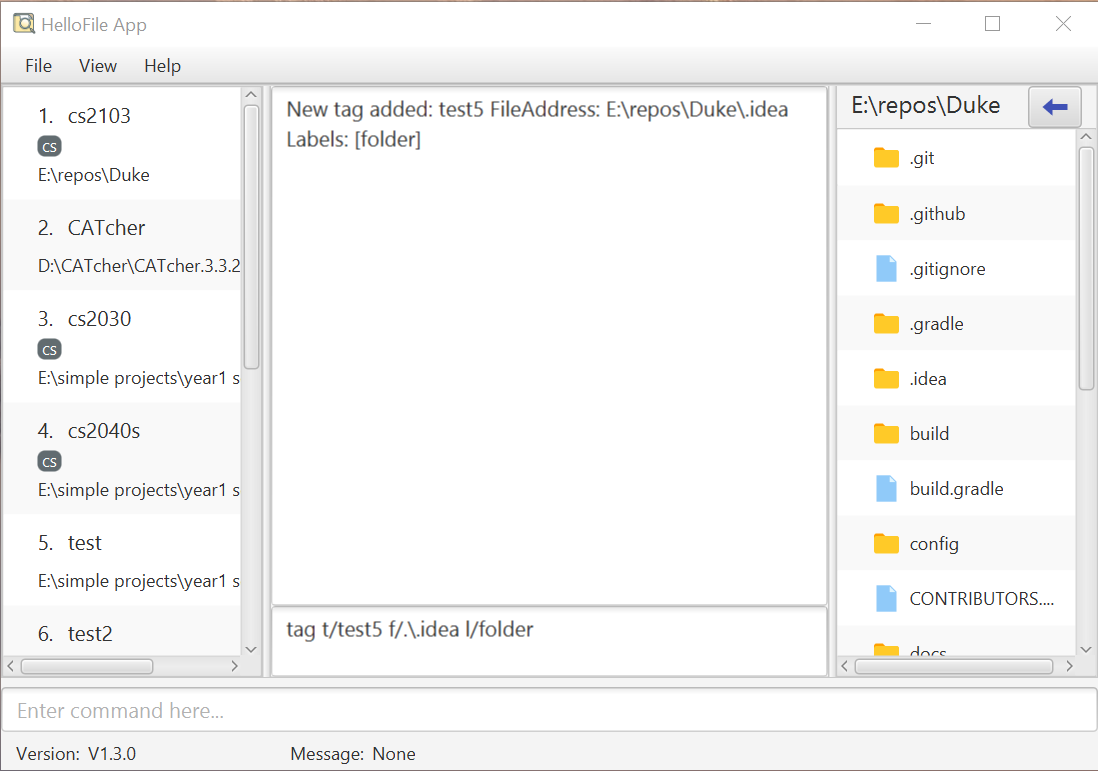 HelloFile App
File View Help
1. cs2103
cs
E:\repos\Duke
2. CATcher
D:\CATcher\CATcher.3.3.2
3. cs2030
cs
E:\simple projects\year1 s
4. cs2040s
cs
E:\simple projects\year1 s
5. test
E:\simple projects\year1 s
6. test2
New tag added: test5 FileAddress: E:\repos\Duke\.idea
Labels: [folder]
tag t/test5 f/.\.idea l/folder
E:\repos\Duke
.git
.github
.gitignore
.gradle
.idea
build
build.gradle
config
CONTRIBUTORS....
docs
Enter command here...
Version: V1.3.0 Message: None